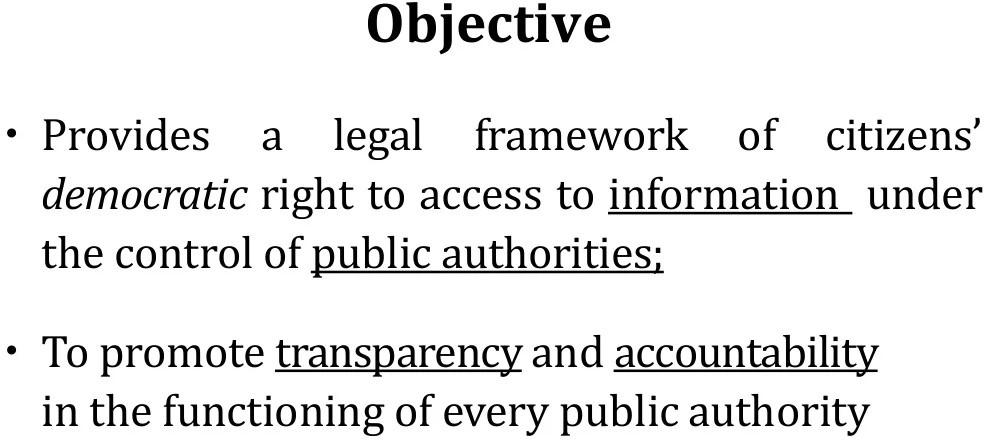 Objective
• Provides a legal framework of citizens’
democratic right to access to information under
the control of public authorities;
• To promote transparency and accountability
in the functioning of every public authority